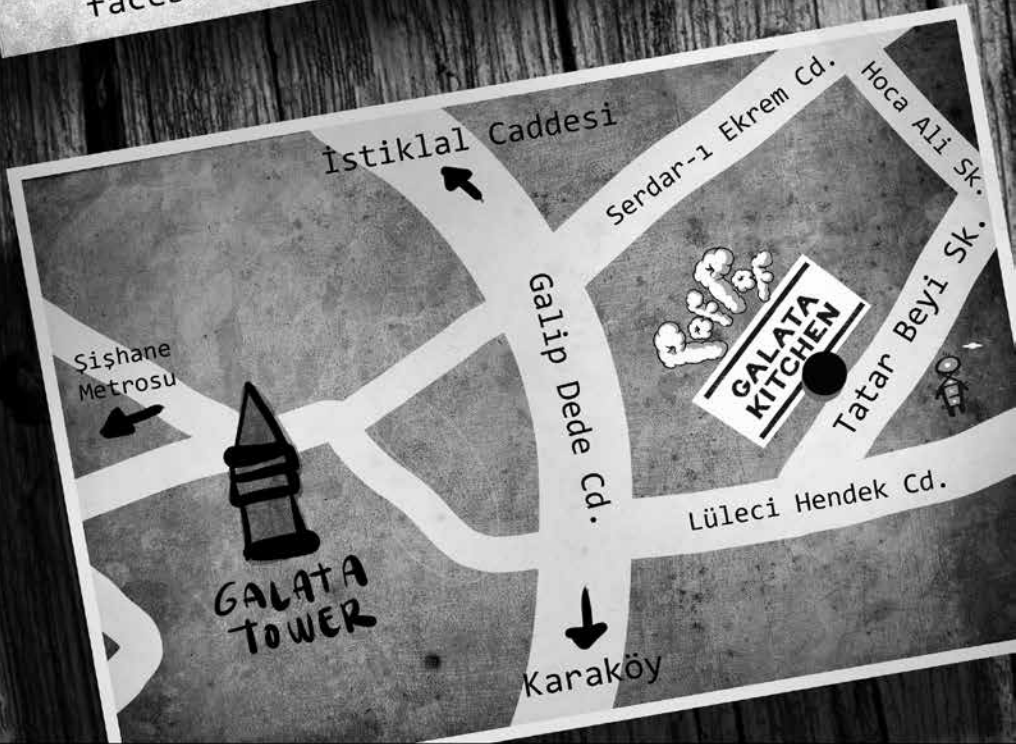 faces
İstiklal Caddesi
Serdar-ı Ekrem Cd.
Hoca Ali Sk.
Galip Dede Cd.
GALATA
KITCHEN
Tatar Beyi Sk.
Şişhane
Metrosu
GALATA
TOWER
Lüleci Hendek Cd.
Karaköy